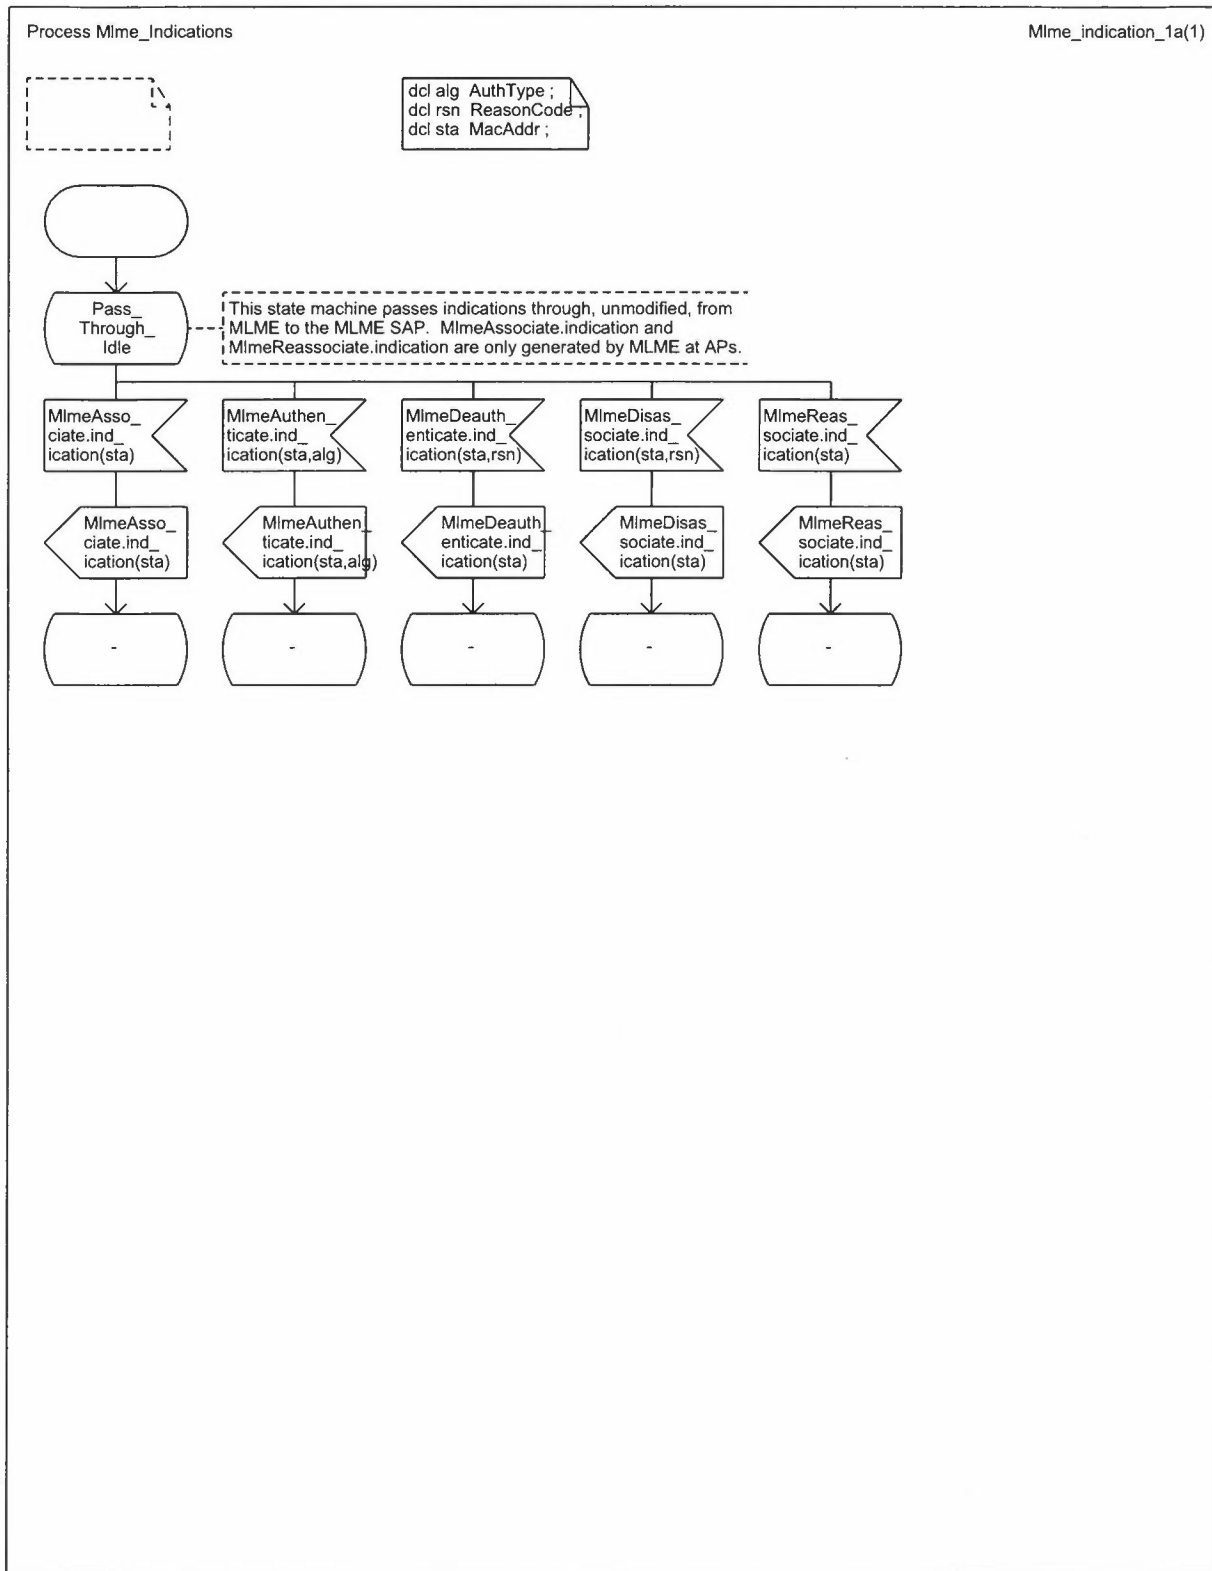 Process Mlme_Indications
Mlme_indication_1a(1)
dcl alg AuthType ;
dcl rsn ReasonCode ;
dcl sta MacAddr ;
Pass_
Through_
Idle
This state machine passes indications through, unmodified, from
MLME to the MLME SAP. MlmeAssociate.indication and
MlmeReassociate.indication are only generated by MLME at APs.
MlmeAsso_
ciate.ind_
ication(sta)
MlmeAuthen_
ticate.ind_
ication(sta,alg)
MlmeDeauth_
enticate.ind_
ication(sta,rsn)
MlmeDisas_
sociate.ind_
ication(sta,rsn)
MlmeReas_
sociate.ind_
ication(sta)
MlmeAsso_
ciate.ind_
ication(sta)
MlmeAuthen_
ticate.ind_
ication(sta,alg)
MlmeDeauth_
enticate.ind_
ication(sta)
MlmeDisas_
sociate.ind_
ication(sta)
MlmeReas_
sociate.ind_
ication(sta)
-
-
-
-
-